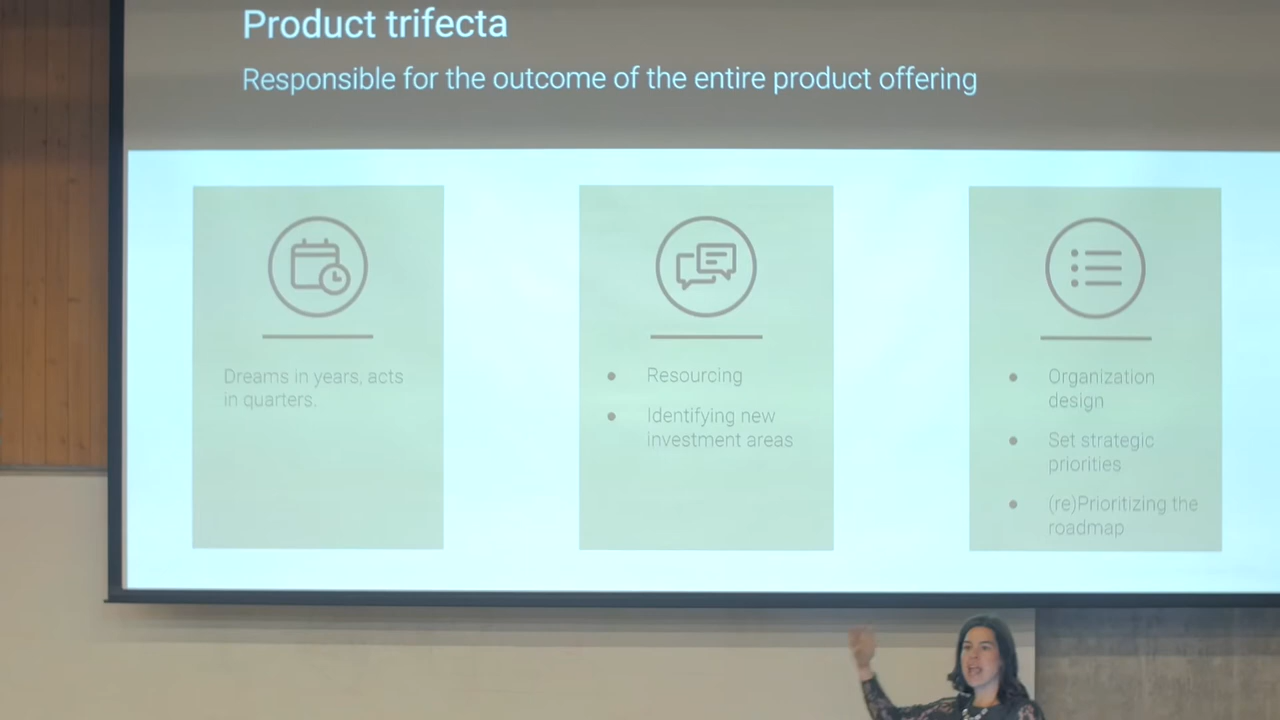 Product trifecta
Responsible for the outcome of the entire product offering
Dreams in years, acts
in quarters.
Resourcing
Identifying new
investment areas
Organization
design
Set strategic
priorities
(re)Prioritizing the
roadmap